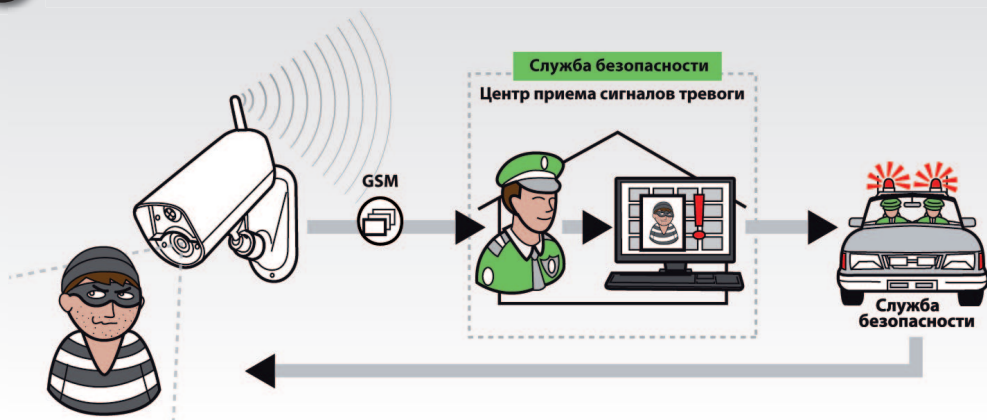 Служба безопасности
Центр приема сигналов тревоги
GSM
Служба
безопасности